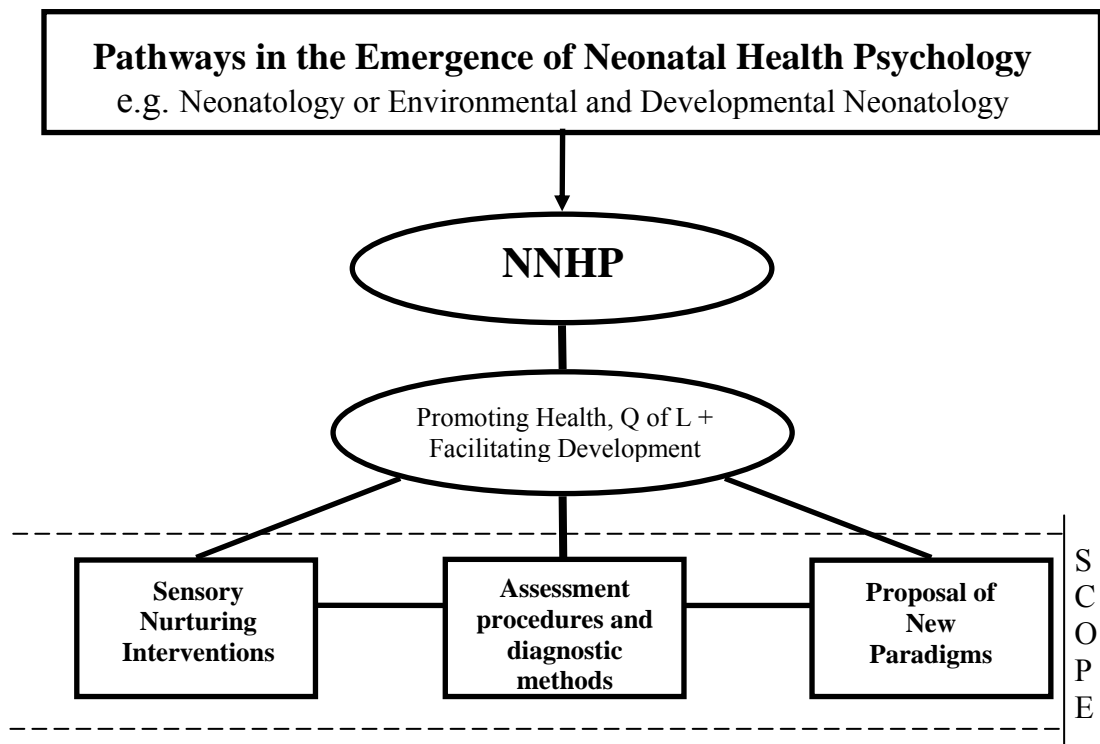 Pathways in the Emergence of Neonatal Health Psychology
e.g. Neonatology or Environmental and Developmental Neonatology
NNHP
Promoting Health, Q of L +
Facilitating Development
Sensory
Nurturing
Interventions
Assessment
procedures and
diagnostic
methods
Proposal of
New
Paradigms
S
C
O
P
E